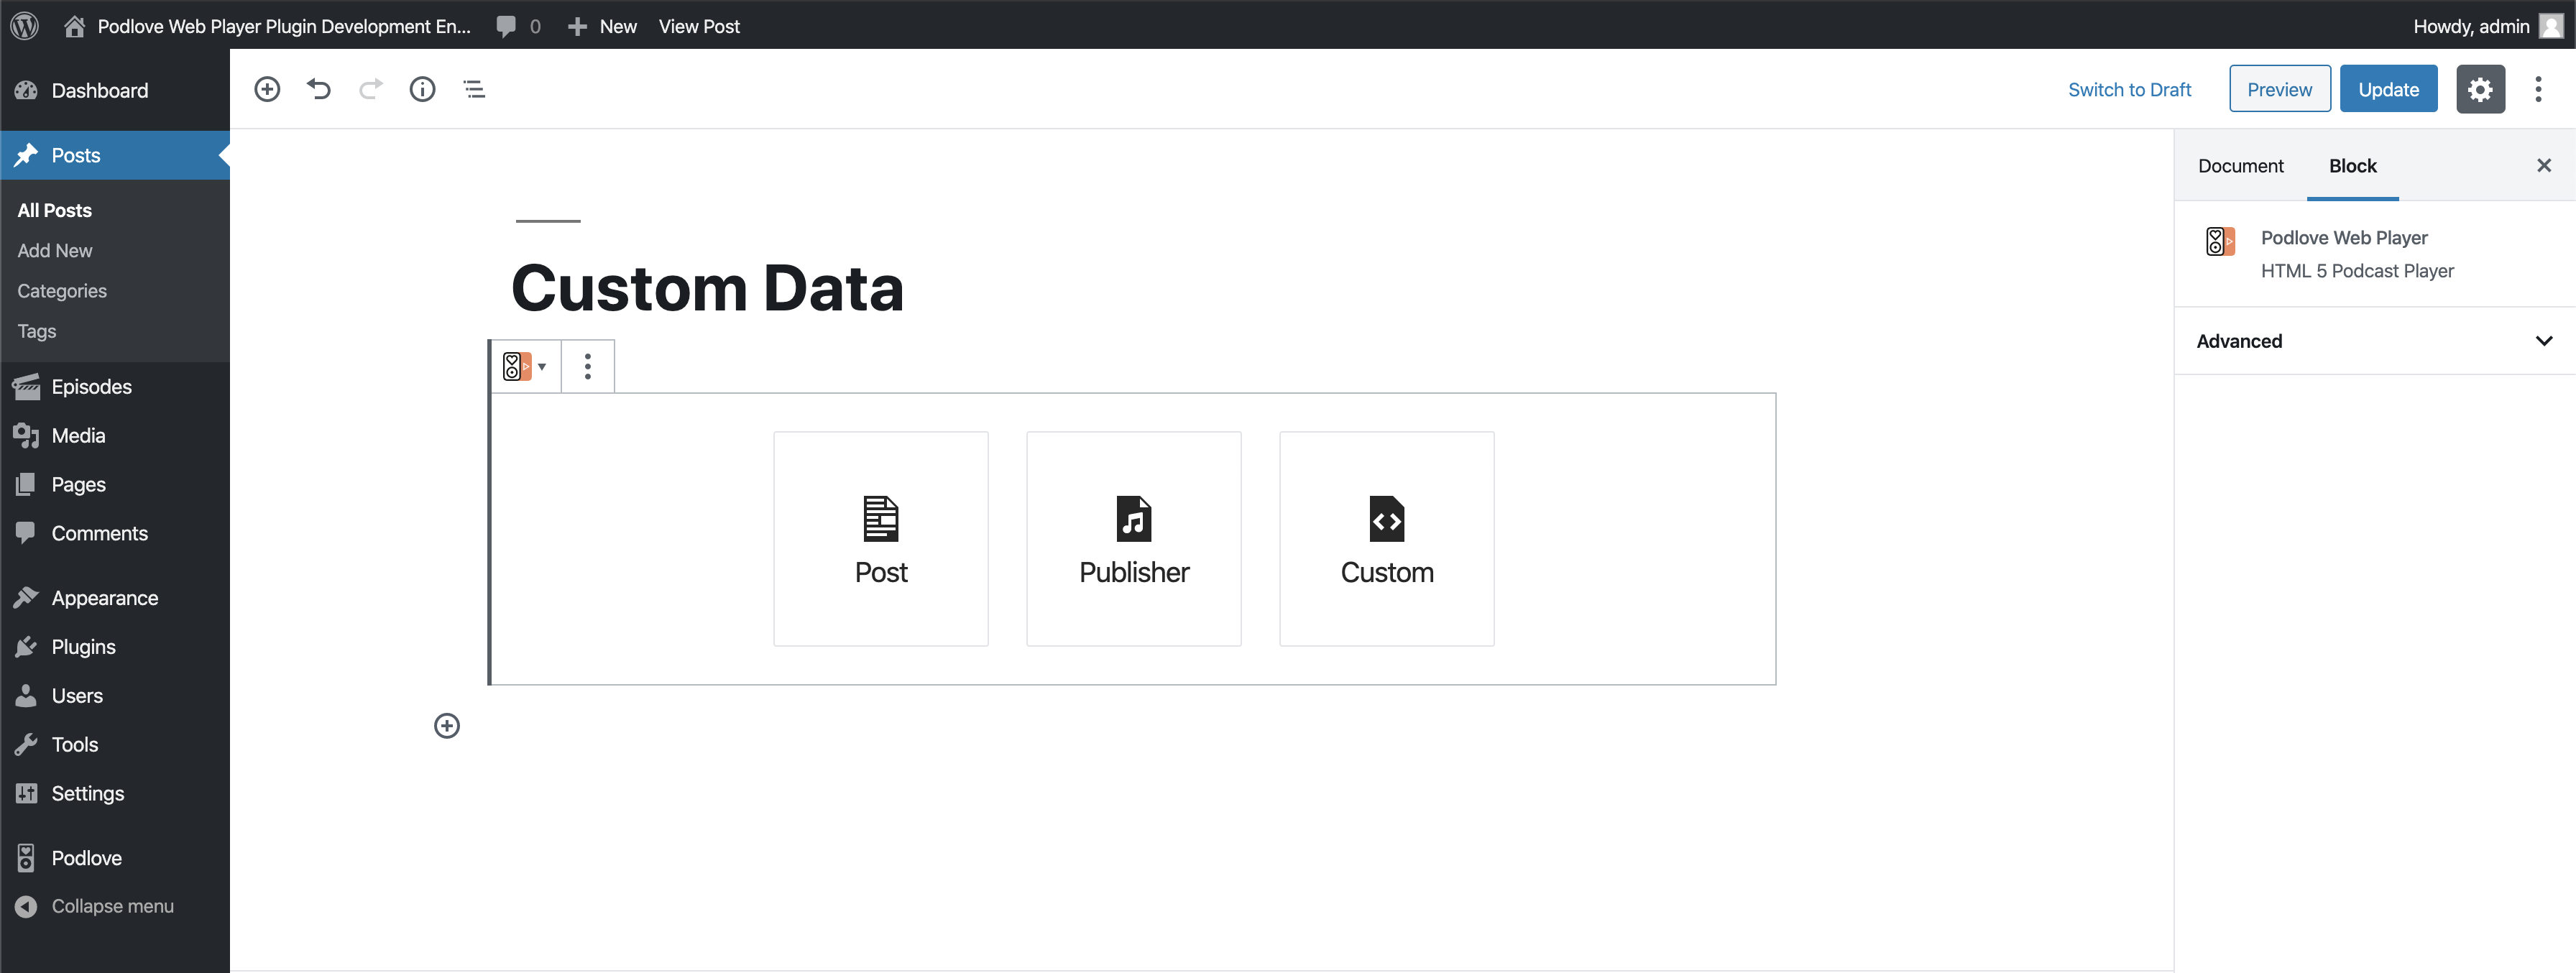 Podlove Web Player Plugin Development En...
0
New
View Post
Howdy, admin
Dashboard
Posts
All Posts
Add New
Categories
Tags
Episodes
Media
Pages
Comments
Appearance
Plugins
Users
Tools
Settings
Podlove
Collapse menu
Switch to Draft
Preview
Update
Custom Data
Post
Publisher
Custom
Document
Block
Podlove Web Player
HTML 5 Podcast Player
Advanced